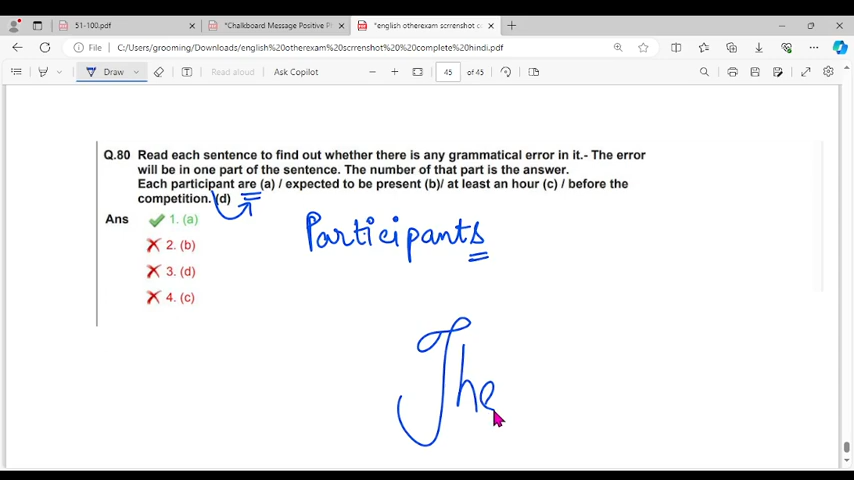 51-100.pdf
*Chalkboard Message Positive P
*english otherexam scrrenshot
File
C:/Users/grooming/Downloads/english%20otherexam%20scrrenshot%20%20complete%20hindi.pdf
Draw
Read aloud
Ask Copilot
45
of 45
Q.80 Read each sentence to find out whether there is any grammatical error in it.- The error
will be in one part of the sentence. The number of that part is the answer.
Each participant are (a) / expected to be present (b)/ at least an hour (c) / before the
competition. (d)
Ans 1. (a)
2. (b)
3. (d)
4. (c)
Participants
The